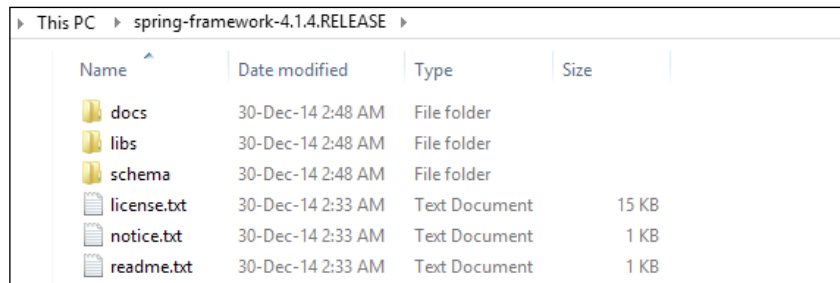 This PC spring-framework-4.1.4.RELEASE
Name Date modified Type Size
docs 30-Dec-14 2:48 AM File folder
libs 30-Dec-14 2:48 AM File folder
schema 30-Dec-14 2:48 AM File folder
license.txt 30-Dec-14 2:33 AM Text Document 15 KB
notice.txt 30-Dec-14 2:33 AM Text Document 1 KB
readme.txt 30-Dec-14 2:33 AM Text Document 1 KB